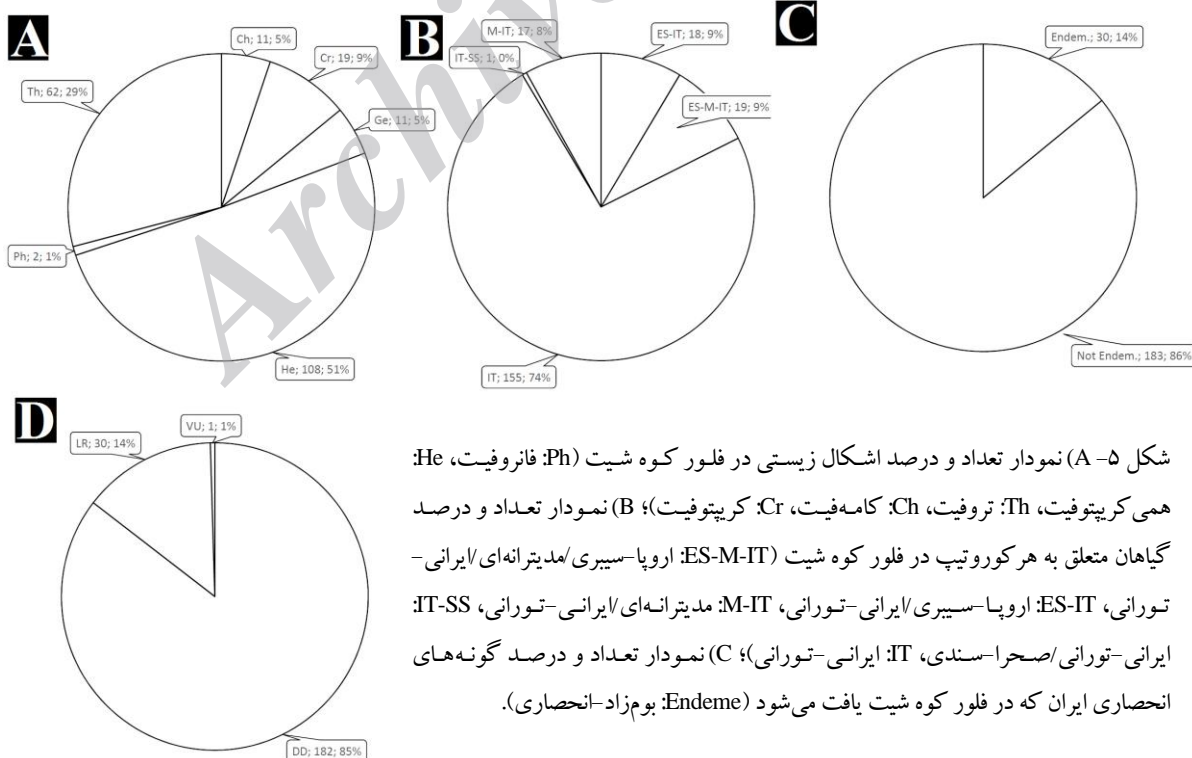 A
Ch; 11; 5%
Cr; 19; 9%
Ge; 11; 5%
Th; 62; 29%
Ph; 2; 1%
He; 108; 51%
B
M-IT; 17; 8%
ES-IT; 18; 9%
IT-SS; 1; 0%
ES-M-IT; 19; 9%
IT; 155; 74%
C
Endem.; 30; 14%
Not Endem.; 183; 86%
Archive
D
VU; 1; 1%
LR; 30; 14%
DD; 182; 85%
شکل ۵- A) نمودار تعداد و درصد اشکال زیستی در فلور کوه شیت (Ph: فانروفیت، He:
همی‌کریپتوفیت، Th: تروفیت، Ch: کامه‌فیت، Cr: کریپتوفیت)؛ B) نمودار تعداد و درصد
گیاهان متعلق به هر کوروتیپ در فلور کوه شیت (ES-M-IT: اروپا-سیبری/مدیترانه‌ای/ایرانی-
تورانی، ES-IT: اروپا-سیبری/ایرانی-تورانی، M-IT: مدیترانه‌ای/ایرانی-تورانی، IT-SS:
ایرانی-تورانی/صحرا-سندی، IT: ایرانی-تورانی)؛ C) نمودار تعداد و درصد گونه‌های
انحصاری ایران که در فلور کوه شیت یافت می‌شود (Endeme: بوم‌زاد-انحصاری).